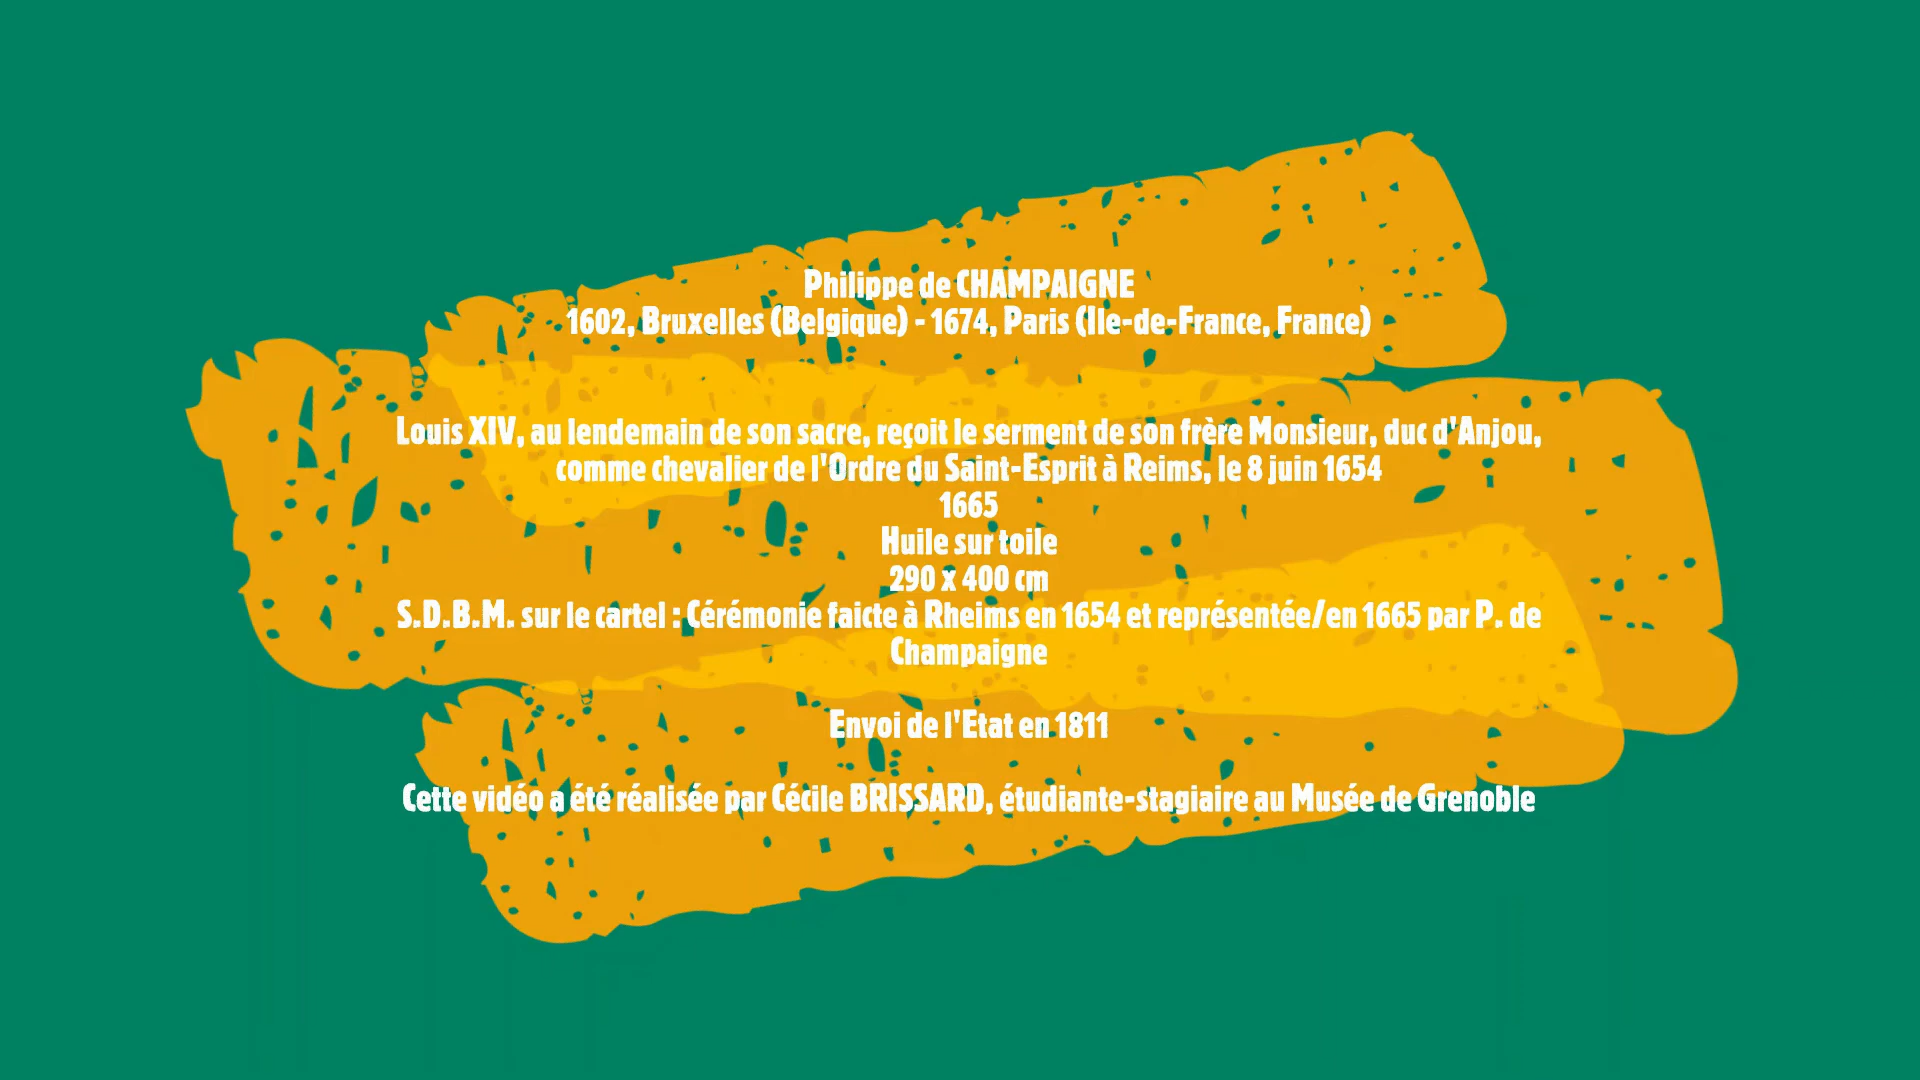 Philippe de CHAMPAIGNE
1602, Bruxelles (Belgique) - 1674, Paris (Ile-de-France, France)
Louis XIV, au lendemain de son sacre, reçoit le serment de son frère Monsieur, duc d'Anjou,
comme chevalier de l'Ordre du Saint-Esprit à Reims, le 8 juin 1654
1665
Huile sur toile
290 x 400 cm
S.D.B.M. sur le cartel : Cérémonie faicte à Rheims en 1654 et représentée/en 1665 par P. de
Champaigne
Envoi de l'Etat en 1811
Cette vidéo a été réalisée par Cécile BRISSARD, étudiante-stagiaire au Musée de Grenoble